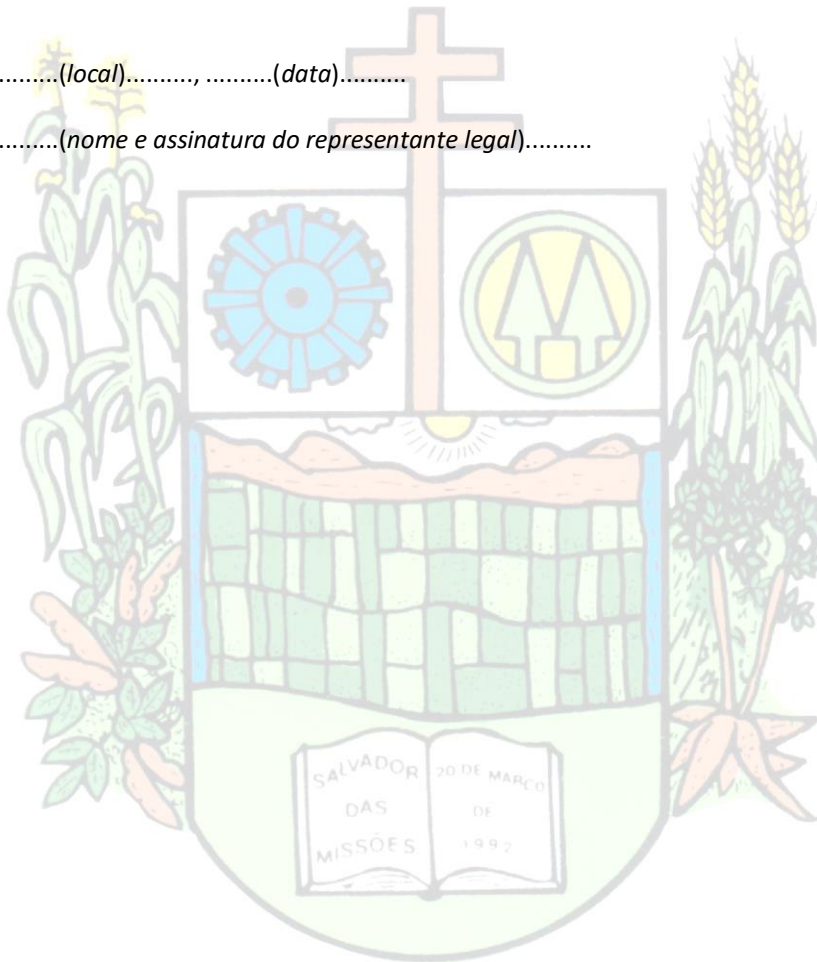 ..........(local).........., ..........(data)..........
..........(nome e assinatura do representante legal)..........
SALVADOR
DAS
MISSÕES
20 DE MARÇO
DE
1992